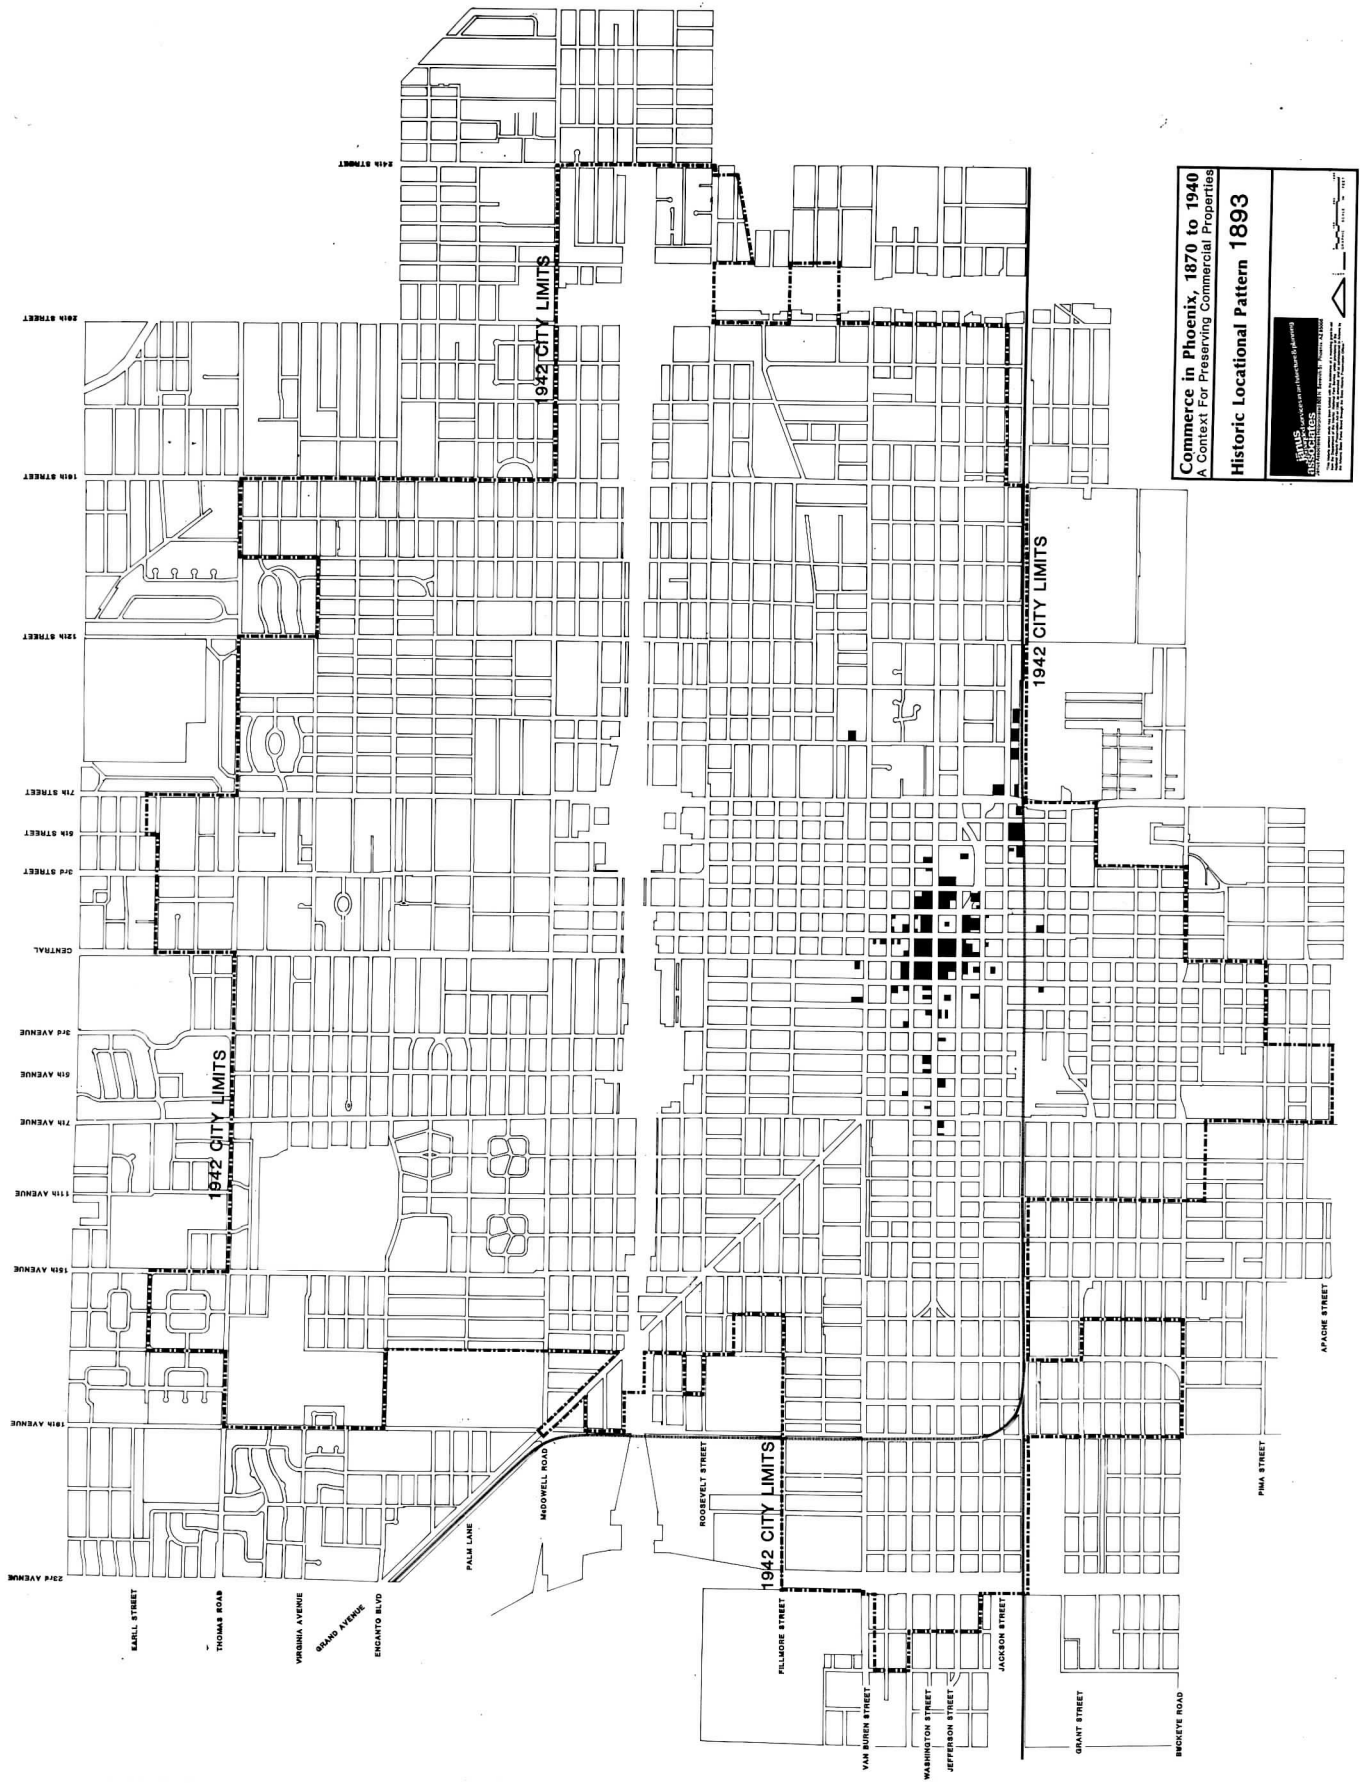 Commerce in Phoenix, 1870 to 1940
A Context For Preserving Commercial Properties
Historic Locational Pattern 1893
janus
associates
24th STREET
20th STREET
16th STREET
12th STREET
7th STREET
5th STREET
3rd STREET
CENTRAL
3rd AVENUE
5th AVENUE
7th AVENUE
11th AVENUE
15th AVENUE
19th AVENUE
23rd AVENUE
1942 CITY LIMITS
1942 CITY LIMITS
1942 CITY LIMITS
1942 CITY LIMITS
EARLL STREET
THOMAS ROAD
VIRGINIA AVENUE
GRAND AVENUE
ENCANTO BLVD
PALM LANE
McDOWELL ROAD
ROOSEVELT STREET
FILLMORE STREET
VAN BUREN STREET
WASHINGTON STREET
JEFFERSON STREET
JACKSON STREET
GRANT STREET
BUCKEYE ROAD
PIMA STREET
APACHE STREET